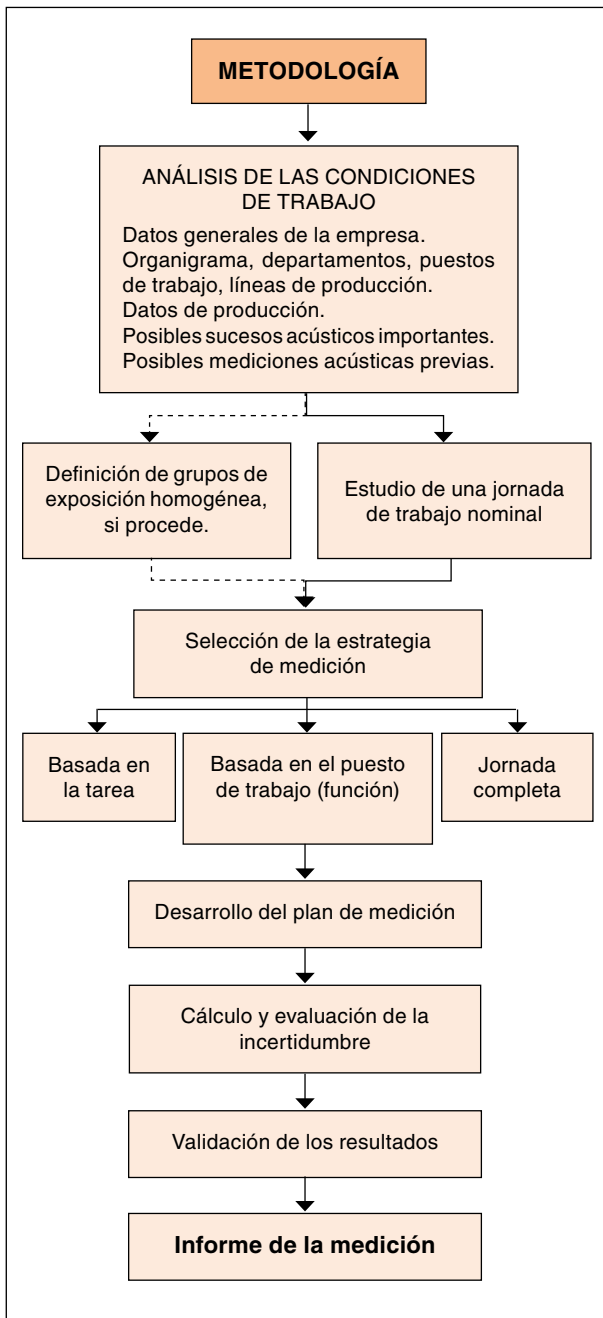 METODOLOGÍA
ANÁLISIS DE LAS CONDICIONES
DE TRABAJO
Datos generales de la empresa.
Organigrama, departamentos, puestos
de trabajo, líneas de producción.
Datos de producción.
Posibles sucesos acústicos importantes.
Posibles mediciones acústicas previas.
Definición de grupos de
exposición homogénea,
si procede.
Estudio de una jornada
de trabajo nominal
Selección de la estrategia
de medición
Basada en
la tarea
Basada en el puesto
de trabajo (función)
Jornada
completa
Desarrollo del plan de medición
Cálculo y evaluación de la
incertidumbre
Validación de los resultados
Informe de la medición